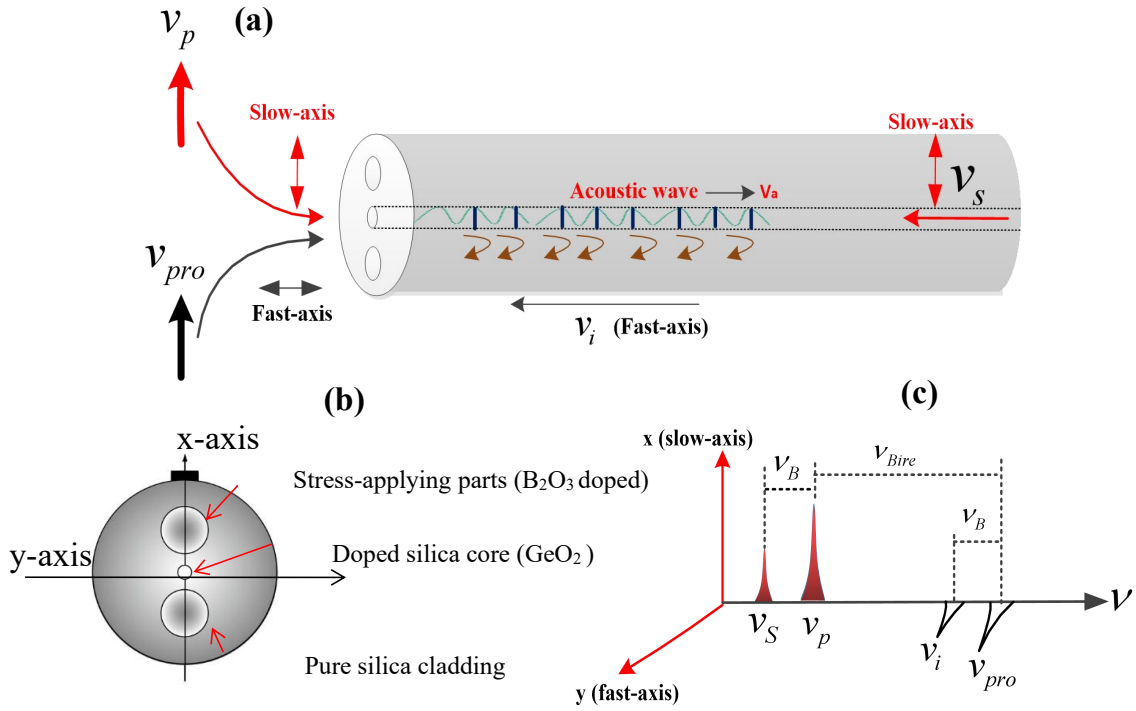 (a)
v_p
Slow-axis
v_pro
Fast-axis
Acoustic wave
V_a
Slow-axis
v_s
v_i (Fast-axis)
(b)
x-axis
y-axis
Stress-applying parts (B₂O₃ doped)
Doped silica core (GeO₂)
Pure silica cladding
(c)
x (slow-axis)
v_B
v_Bire
v_B
v_S
v_p
v_i
v_pro
v
y (fast-axis)